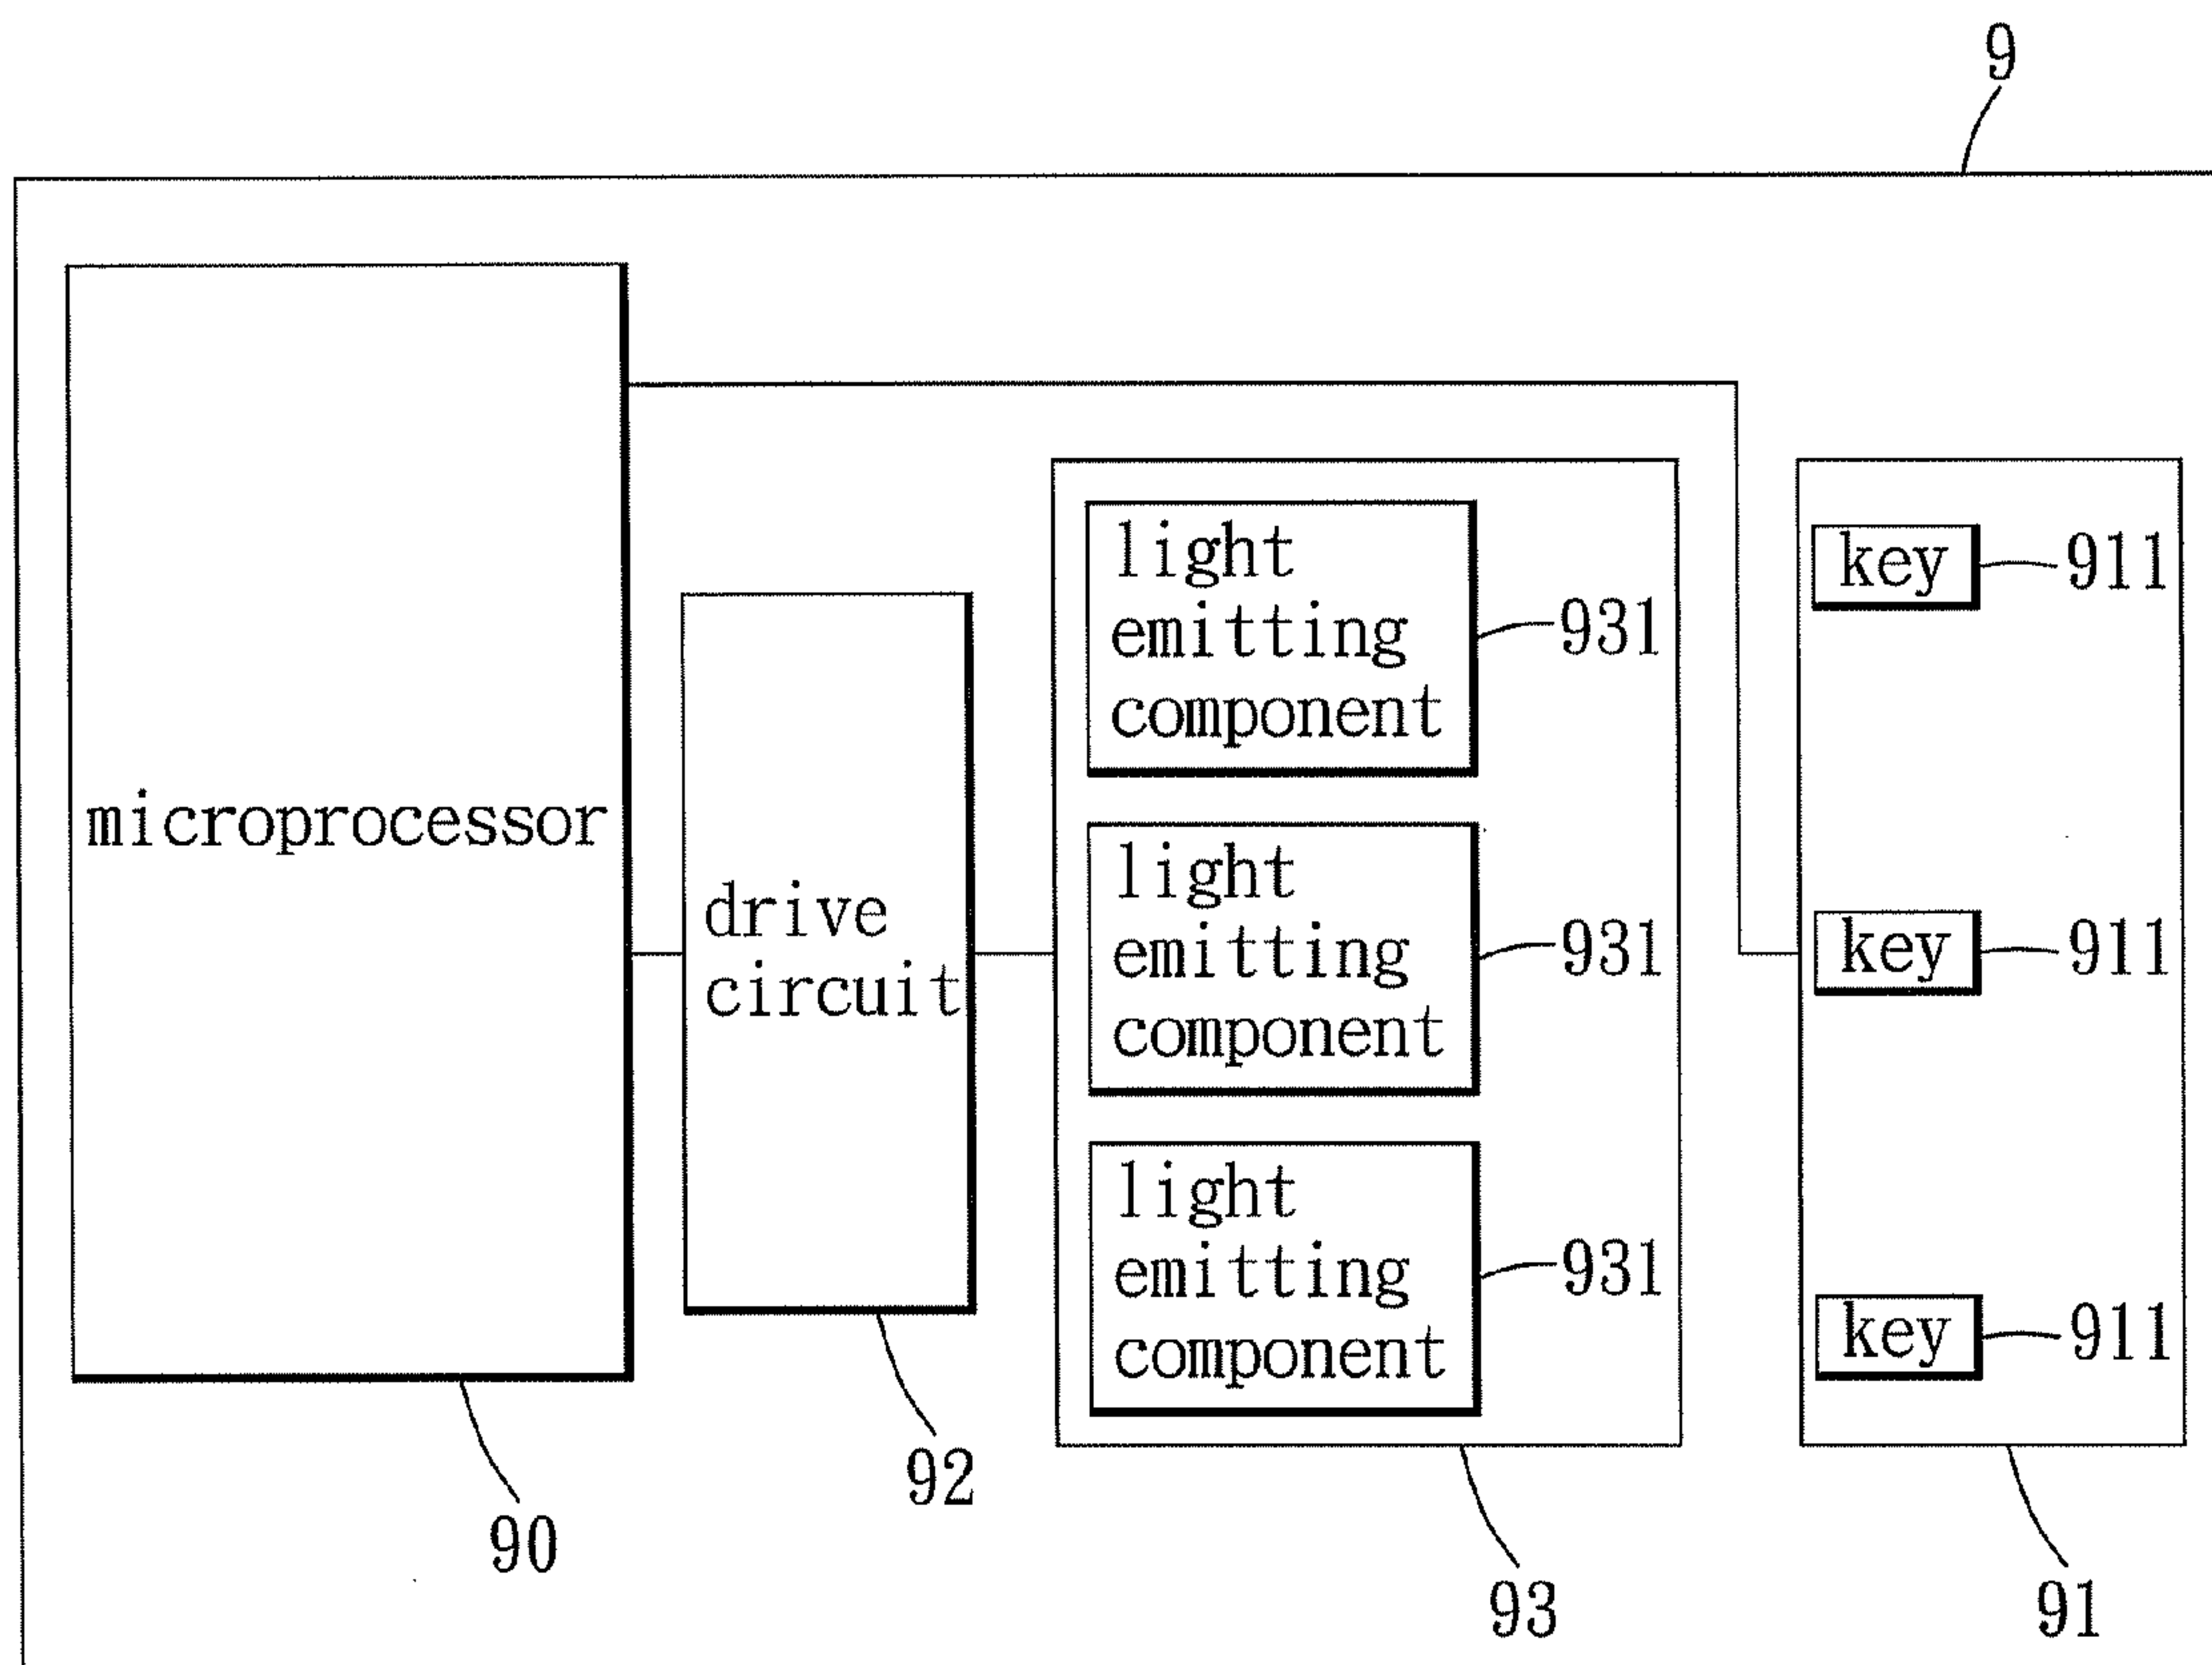 9
microprocessor
drive
circuit
light
emitting
component
931
light
emitting
component
931
light
emitting
component
931
key
911
key
911
key
911
90
92
93
91